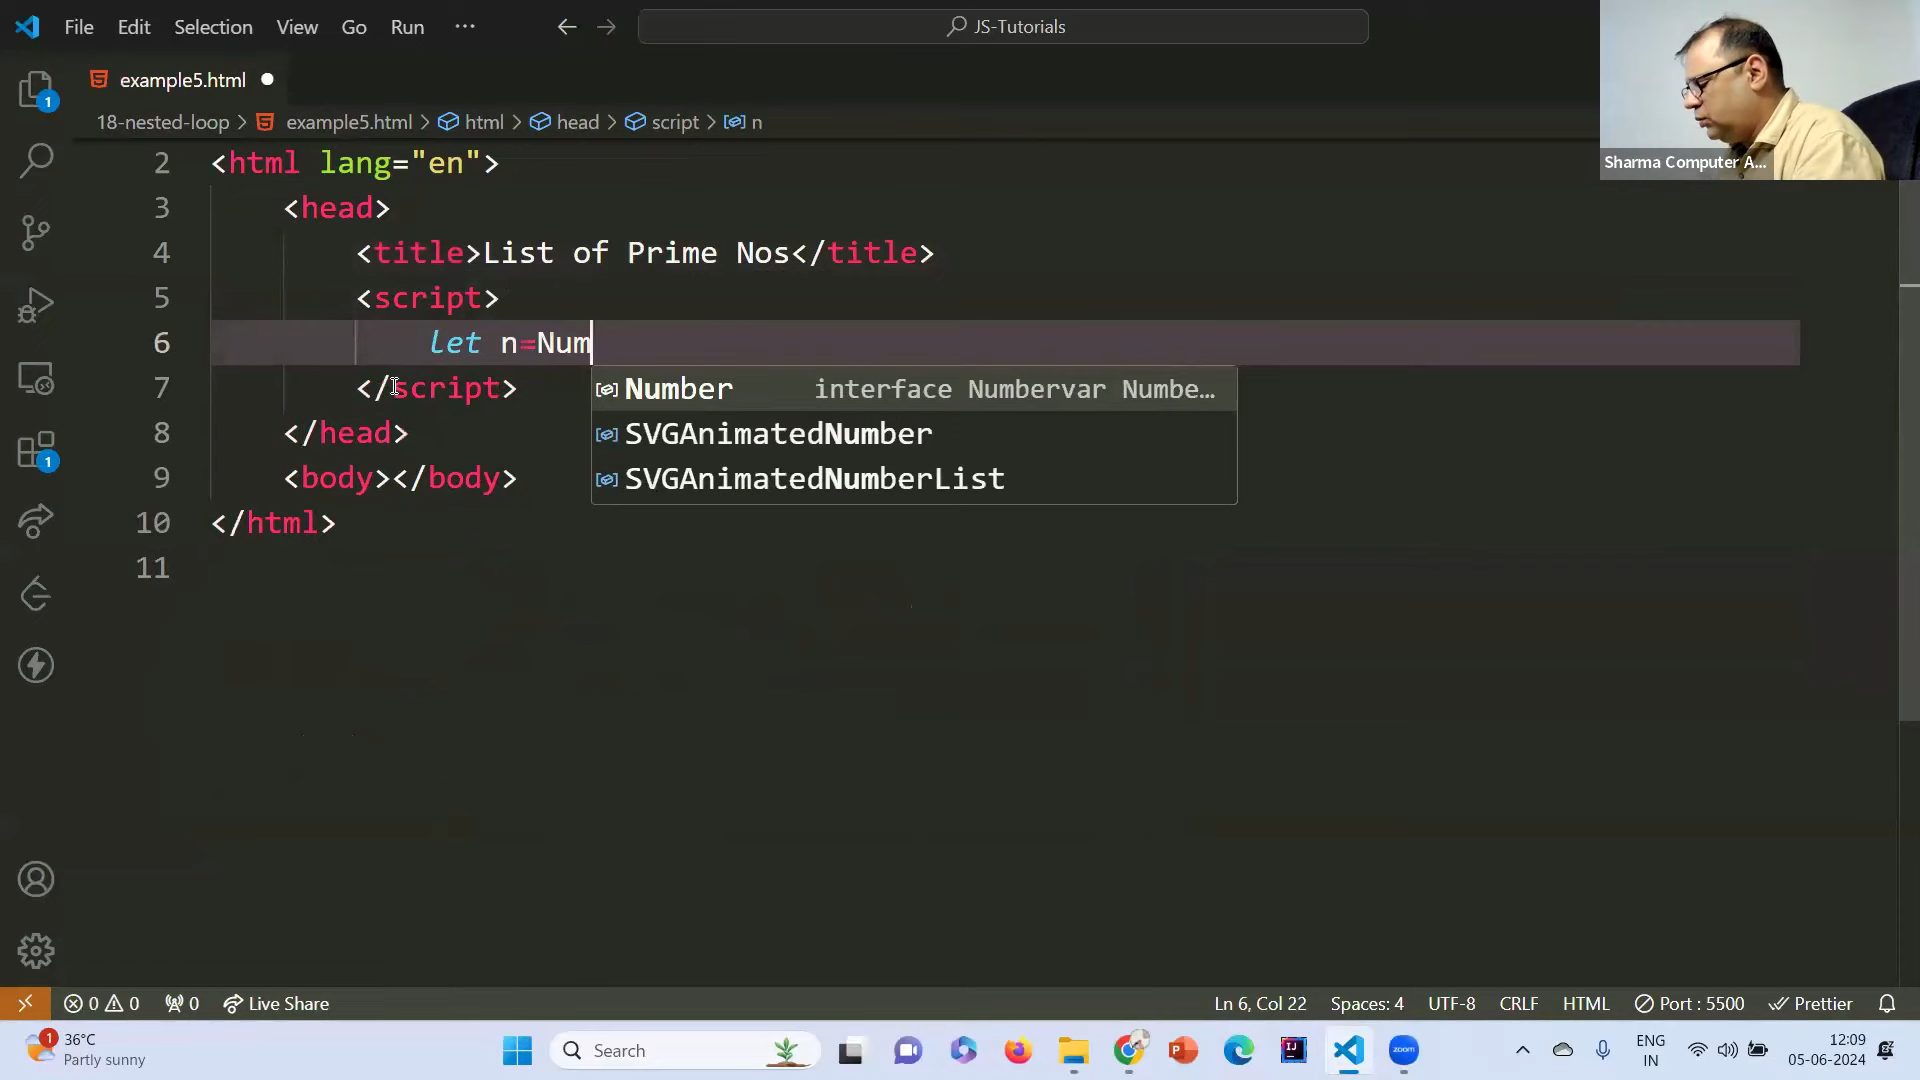 File Edit Selection View Go Run ··· JS-Tutorials
example5.html
18-nested-loop > example5.html > html > head > script > n
Sharma Computer A...
2 <html lang="en">
3 <head>
4 <title>List of Prime Nos</title>
5 <script>
6 let n=Num
7 </script>
Number interface Numbervar Numbe...
8 </head>
SVGAnimatedNumber
9 <body></body>
SVGAnimatedNumberList
10 </html>
11
1
1
0 0 0 Live Share Ln 6, Col 22 Spaces: 4 UTF-8 CRLF HTML Port : 5500 Prettier
1 36°C
Partly sunny
Search
zoom
ENG
IN
12:09
05-06-2024